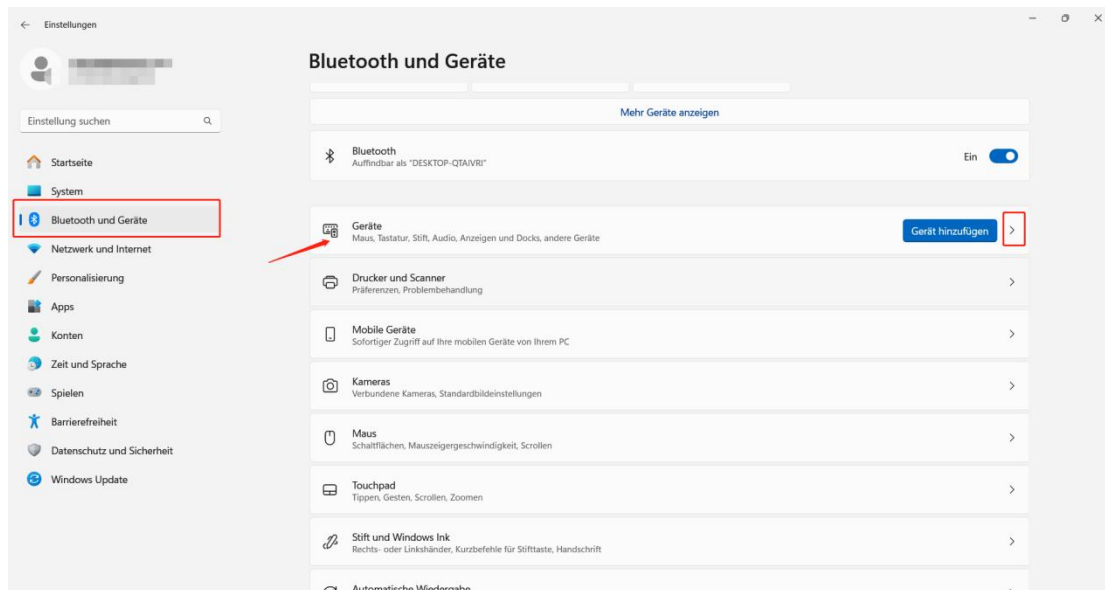 Einstellungen
Einstellung suchen
Startseite
System
Bluetooth und Geräte
Netzwerk und Internet
Personalisierung
Apps
Konten
Zeit und Sprache
Spielen
Barrierefreiheit
Datenschutz und Sicherheit
Windows Update
Bluetooth und Geräte
Mehr Geräte anzeigen
Bluetooth
Auffindbar als "DESKTOP-QTAIVRI"
Ein
Geräte
Maus, Tastatur, Stift, Audio, Anzeigen und Docks, andere Geräte
Gerät hinzufügen
Drucker und Scanner
Präferenzen, Problembehandlung
Mobile Geräte
Sofortiger Zugriff auf Ihre mobilen Geräte von Ihrem PC
Kameras
Verbundene Kameras, Standardbildeinstellungen
Maus
Schaltflächen, Mauszeigergeschwindigkeit, Scrollen
Touchpad
Tippen, Gesten, Scrollen, Zoomen
Stift und Windows Ink
Rechts- oder Linkshänder, Kurzbefehle für Stifttaste, Handschrift
Automatische Wiedergabe